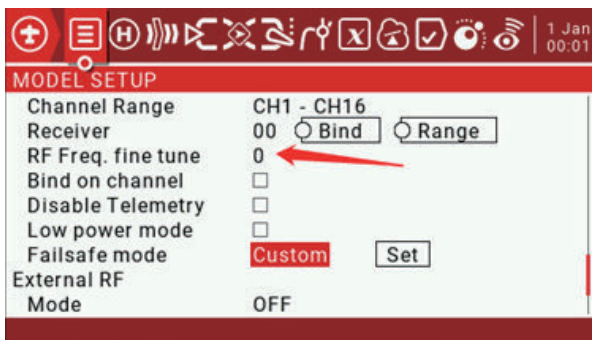 H X 1 Jan
00:01
MODEL SETUP
Channel Range CH1 - CH16
Receiver 00 Bind Range
RF Freq. fine tune 0
Bind on channel
Disable Telemetry
Low power mode
Failsafe mode Custom Set
External RF
Mode OFF